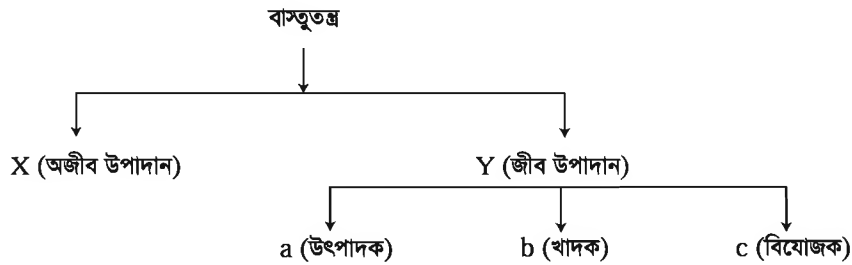 বাস্তুতন্ত্র
X (অজীব উপাদান) Y (জীব উপাদান)
a (উৎপাদক) b (খাদক) c (বিযোজক)